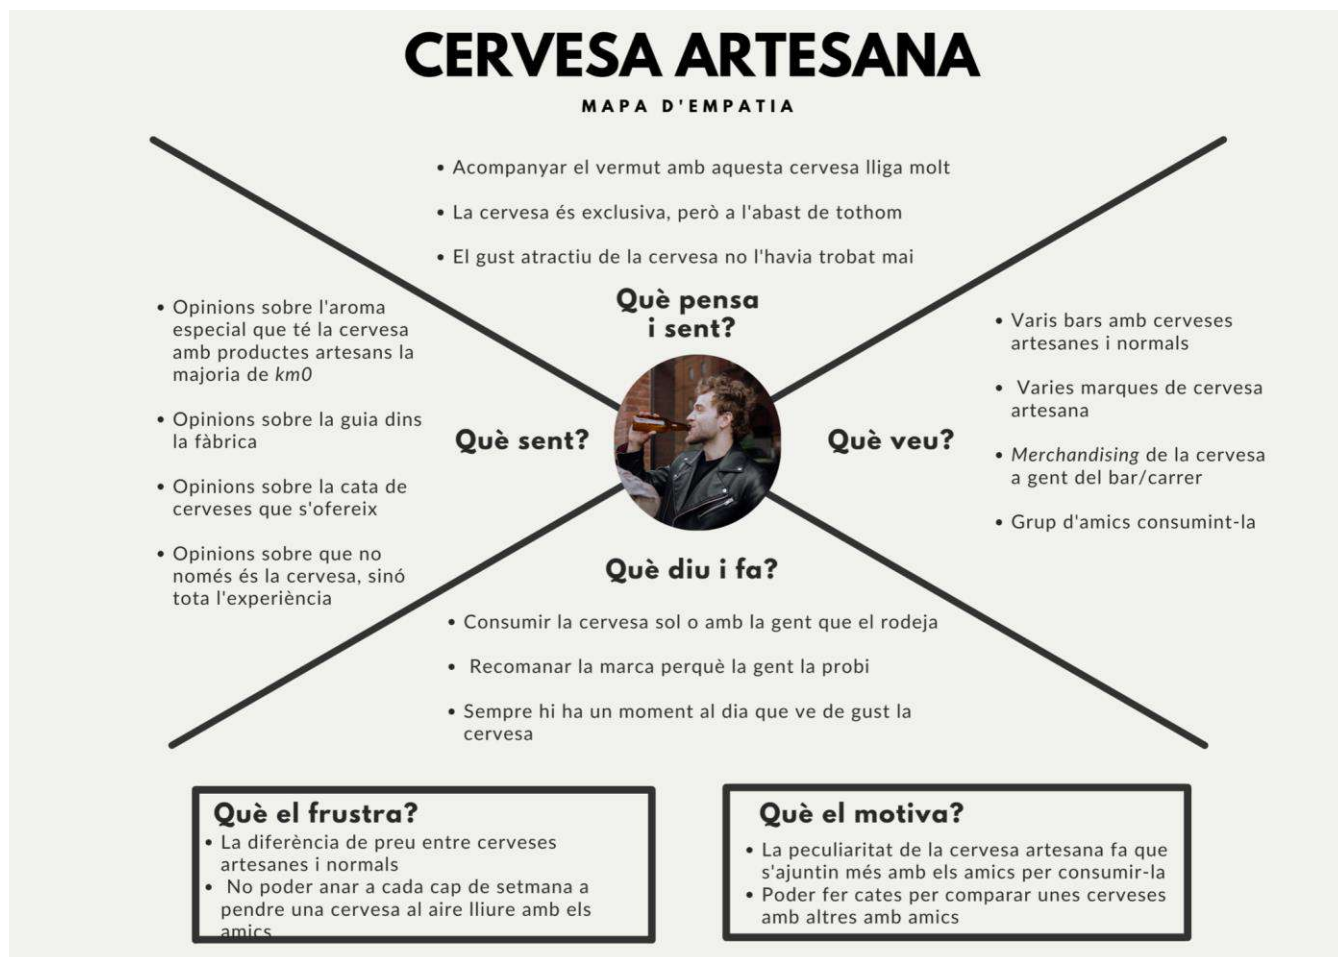 CERVESA ARTESANA
MAPA D'EMPATIA
• Acompanyar el vermut amb aquesta cervesa lliga molt
• La cervesa és exclusiva, però a l'abast de tothom
• El gust atractiu de la cervesa no l'havia trobat mai
Què pensa
i sent?
• Opinions sobre l'aroma
especial que té la cervesa
amb productes artesans la
majoria de km0
• Opinions sobre la guia dins
la fàbrica
• Opinions sobre la cata de
cerveses que s'ofereix
• Opinions sobre que no
només és la cervesa, sinó
tota l'experiència
Què sent?
Què veu?
• Varis bars amb cerveses
artesanes i normals
• Varies marques de cervesa
artesana
• Merchandising de la cervesa
a gent del bar/carrer
• Grup d'amics consumint-la
Què diu i fa?
• Consumir la cervesa sol o amb la gent que el rodeja
• Recomanar la marca perquè la gent la probi
• Sempre hi ha un moment al dia que ve de gust la
cervesa
Què el frustra?
• La diferència de preu entre cerveses
artesanes i normals
• No poder anar a cada cap de setmana a
pendre una cervesa al aire lliure amb els
amics
Què el motiva?
• La peculiaritat de la cervesa artesana fa que
s'ajuntin més amb els amics per consumir-la
• Poder fer cates per comparar unes cerveses
amb altres amb amics